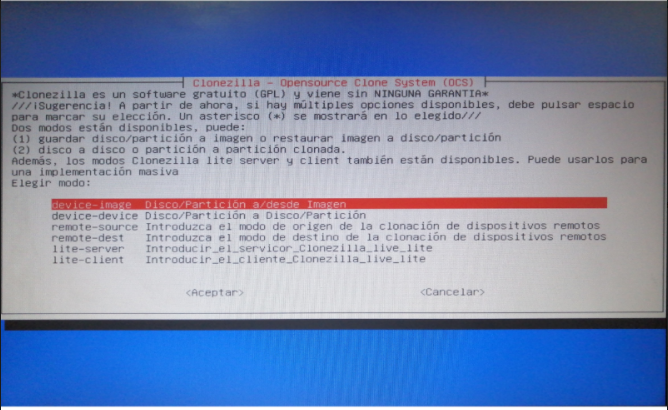 Clonezilla - Opensource Clone System (OCS)
*Clonezilla es un software gratuito (GPL) y viene sin NINGUNA GARANTIA*
///¡Sugerencia! A partir de ahora, si hay múltiples opciones disponibles, debe pulsar espacio
para marcar su elección. Un asterisco (*) se mostrará en lo elegido///
Dos modos están disponibles, puede:
(1) guardar disco/partición a imagen o restaurar imagen a disco/partición
(2) disco a disco o partición a partición clonada.
Además, los modos Clonezilla lite server y client también están disponibles. Puede usarlos para
una implementación masiva
Elegir modo:
device-image Disco/Partición a/desde Imagen
device-device Disco/Partición a Disco/Partición
remote-source Introduzca el modo de origen de la clonación de dispositivos remotos
remote-dest Introduzca el modo de destino de la clonación de dispositivos remotos
lite-server Introducir_el_servicor_Clonezilla_live_lite
lite-client Introducir_el_cliente_Clonezilla_live_lite
<Aceptar> <Cancelar>